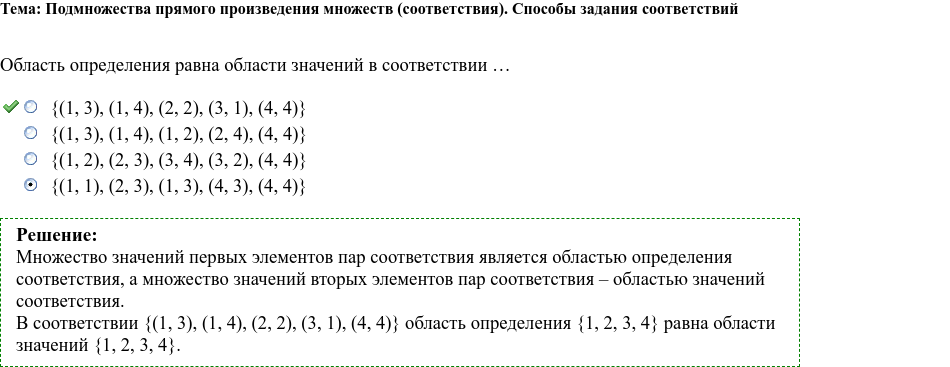 Тема: Подмножества прямого произведения множеств (соответствия). Способы задания соответствий
Область определения равна области значений в соответствии …
{(1, 3), (1, 4), (2, 2), (3, 1), (4, 4)}
{(1, 3), (1, 4), (1, 2), (2, 4), (4, 4)}
{(1, 2), (2, 3), (3, 4), (3, 2), (4, 4)}
{(1, 1), (2, 3), (1, 3), (4, 3), (4, 4)}
Решение:
Множество значений первых элементов пар соответствия является областью определения
соответствия, а множество значений вторых элементов пар соответствия – областью значений
соответствия.
В соответствии {(1, 3), (1, 4), (2, 2), (3, 1), (4, 4)} область определения {1, 2, 3, 4} равна области
значений {1, 2, 3, 4}.